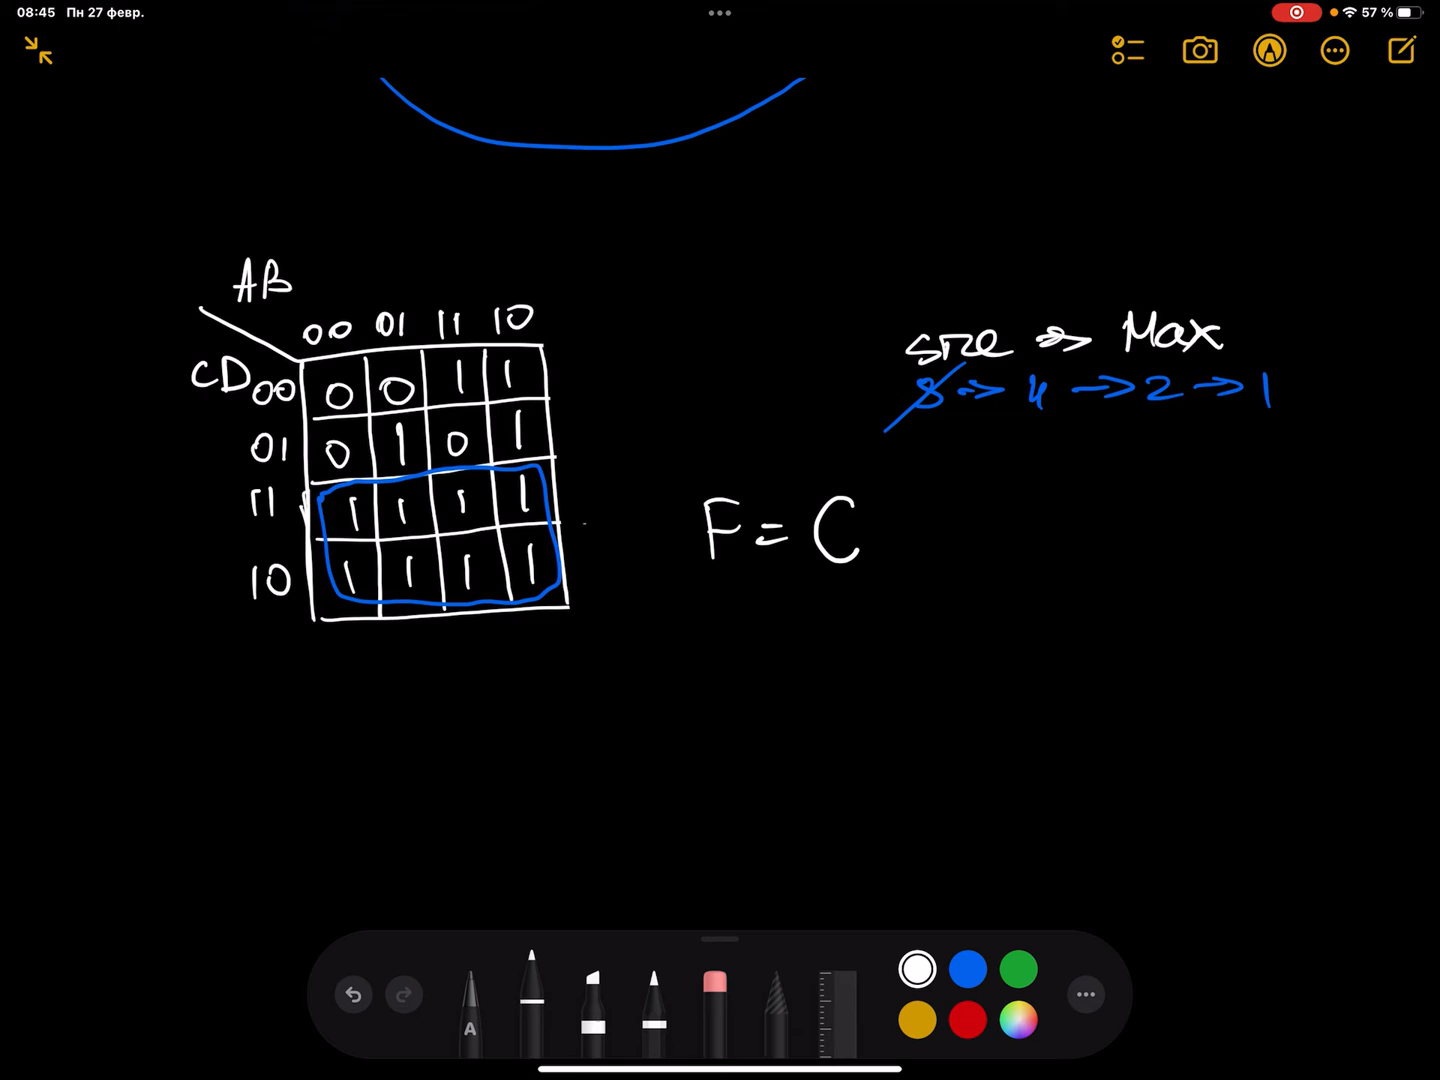 08:45 Пн 27 февр.
57 %
AB
00 01 11 10
CD 00 0 0 1 1
01 0 1 0 1
11 1 1 1 1
10 1 1 1 1
size => Max
8 => 4 => 2 => 1
F = C
A